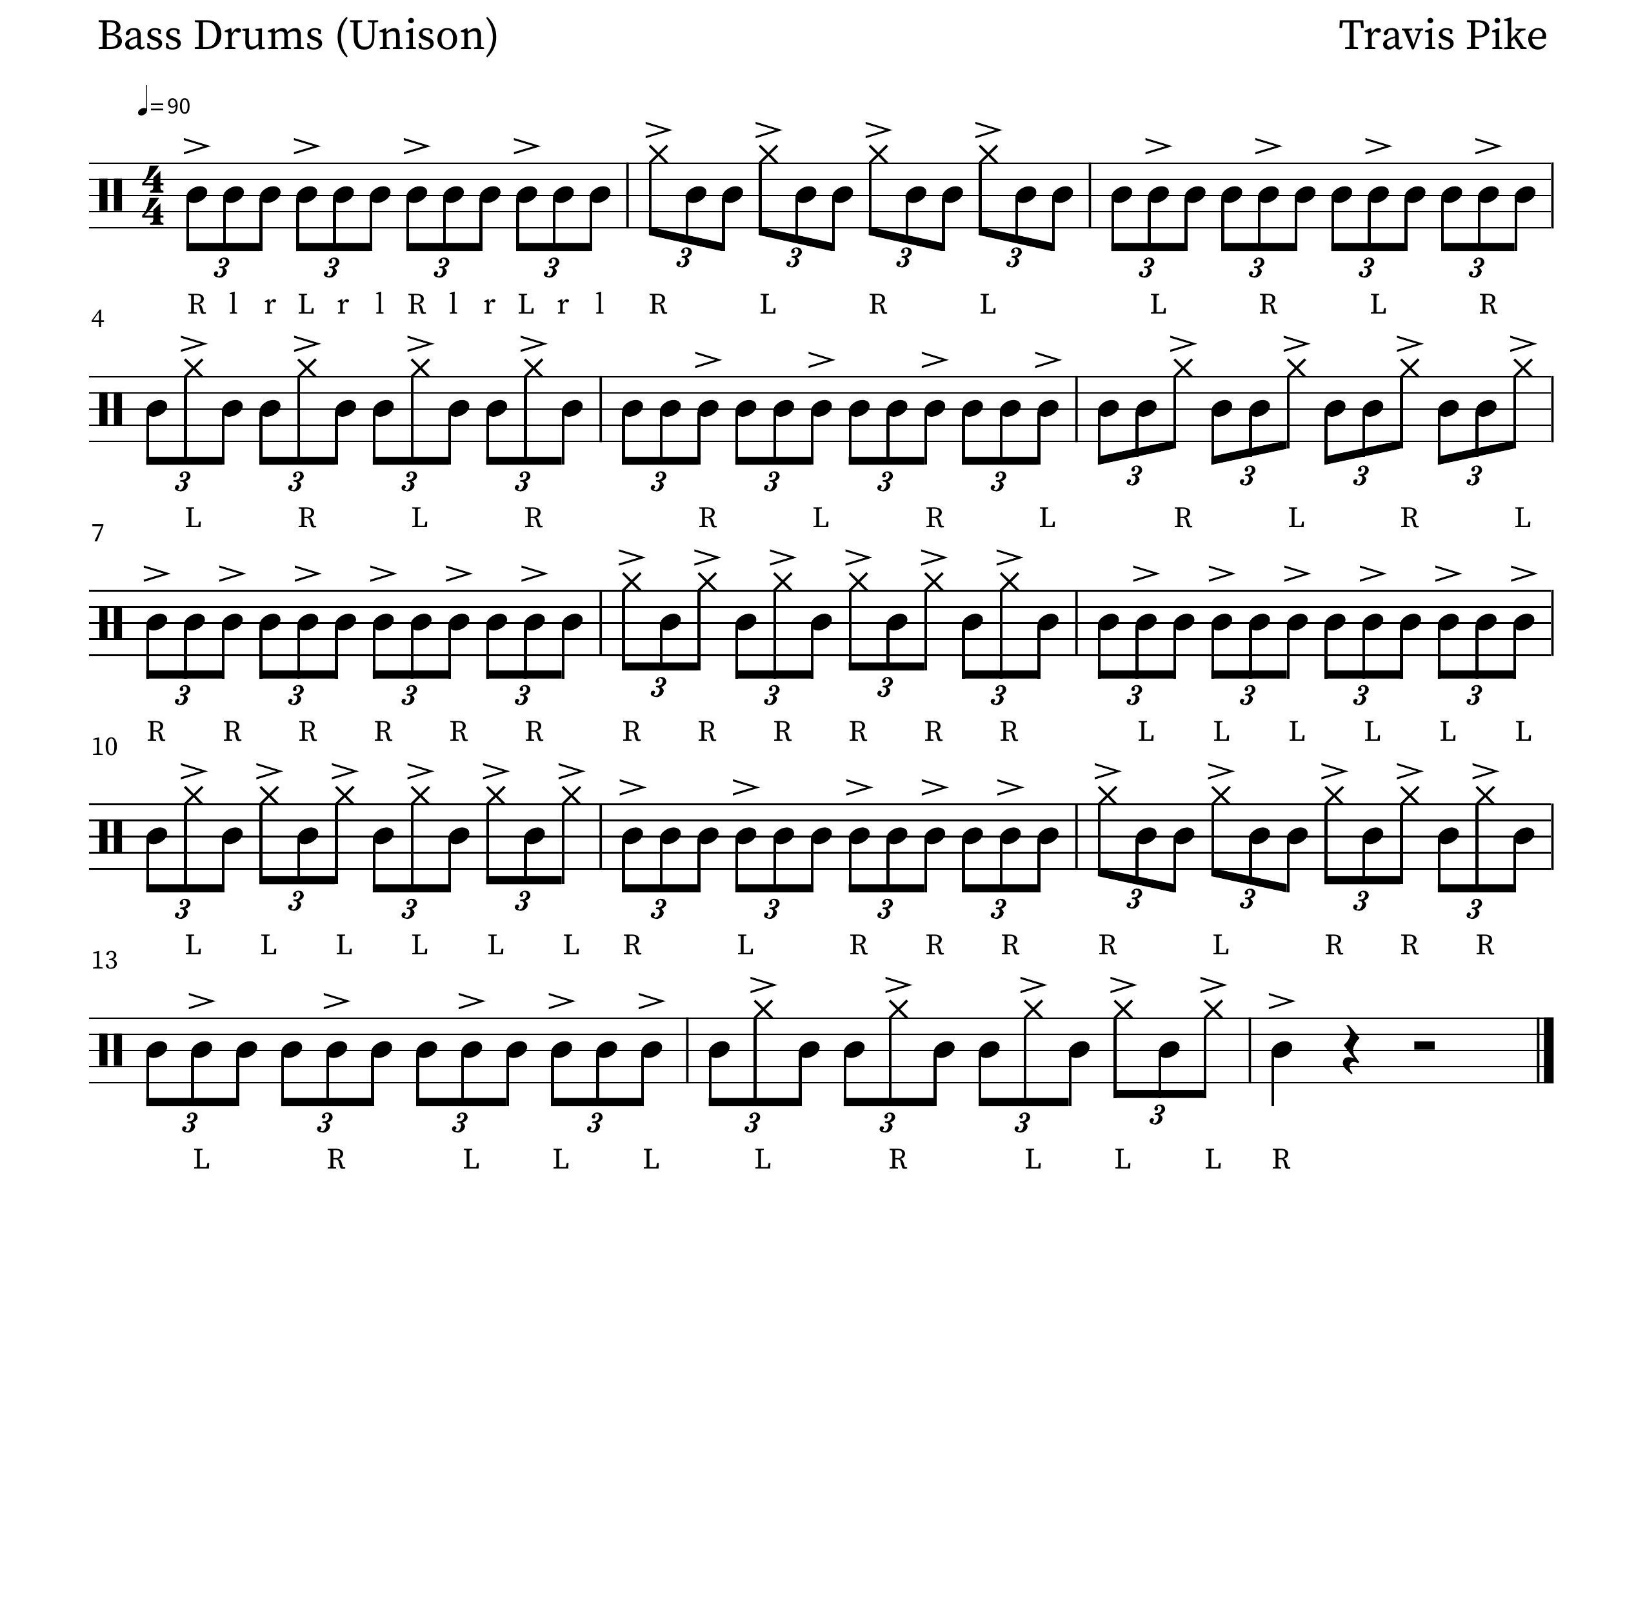 Bass Drums (Unison) Travis Pike
♩=90
4
4
3 3 3 3 3 3 3 3 3 3 3 3
R l r L r l R l r L r l R L R L L R L R
4
3 3 3 3 3 3 3 3 3 3 3 3
L R L R R L R L R L R L
7
3 3 3 3 3 3 3 3 3 3 3 3
R R R R R R R R R R R R L L L L L L
10
3 3 3 3 3 3 3 3 3 3 3 3
L L L L L L R L R R R R L R R R
13
3 3 3 3 3 3 3 3
L R L L L L R L L L R